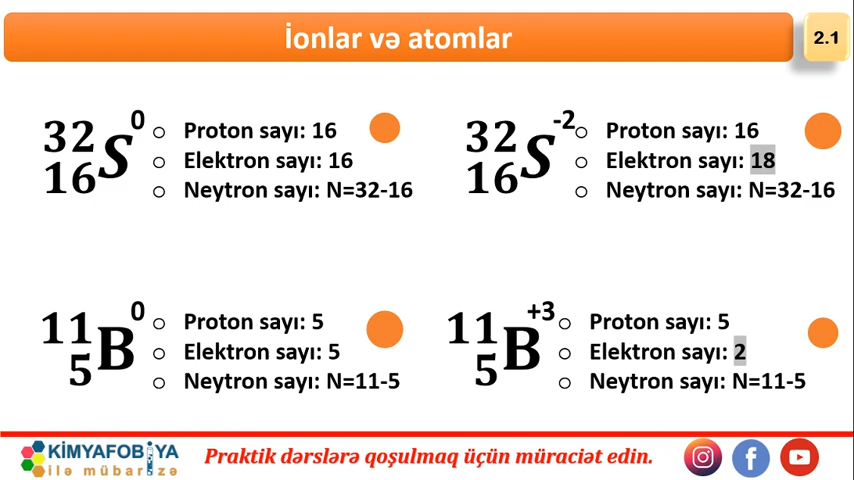 İonlar və atomlar
2.1
32 16 S 0
Proton sayı: 16
Elektron sayı: 16
Neytron sayı: N=32-16
32 16 S -2
Proton sayı: 16
Elektron sayı: 18
Neytron sayı: N=32-16
11 5 B 0
Proton sayı: 5
Elektron sayı: 5
Neytron sayı: N=11-5
11 5 B +3
Proton sayı: 5
Elektron sayı: 2
Neytron sayı: N=11-5
KİMYAFOBİYA
ilə mübarizə
Praktik dərslərə qoşulmaq üçün müraciət edin.